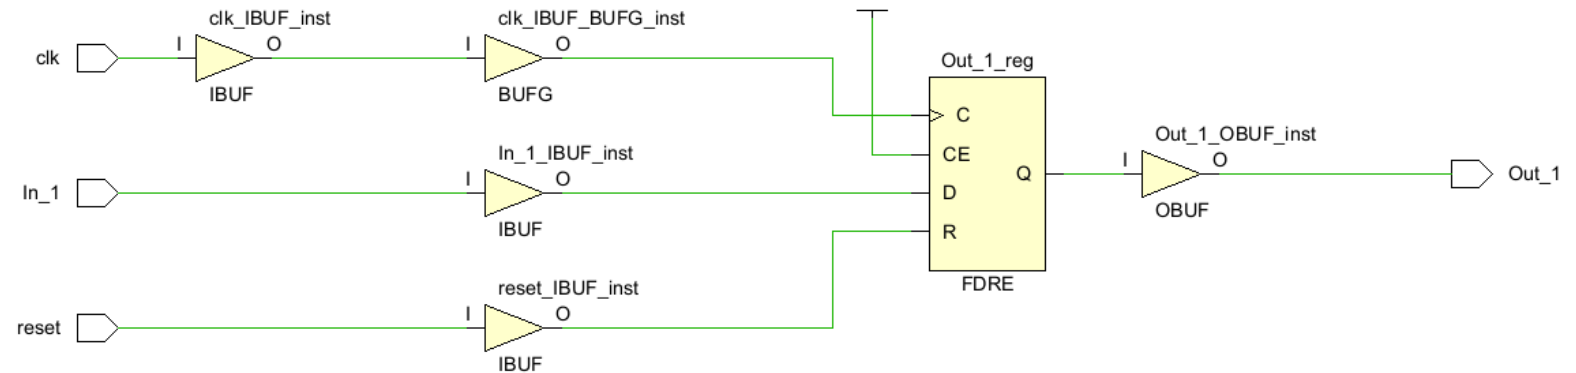 clk_IBUF_inst
clk_IBUF_BUFG_inst
clk
I
O
I
O
IBUF
BUFG
Out_1_reg
C
In_1_IBUF_inst
CE
Out_1_OBUF_inst
In_1
I
O
D
Q
I
O
Out_1
IBUF
R
OBUF
reset_IBUF_inst
FDRE
reset
I
O
IBUF